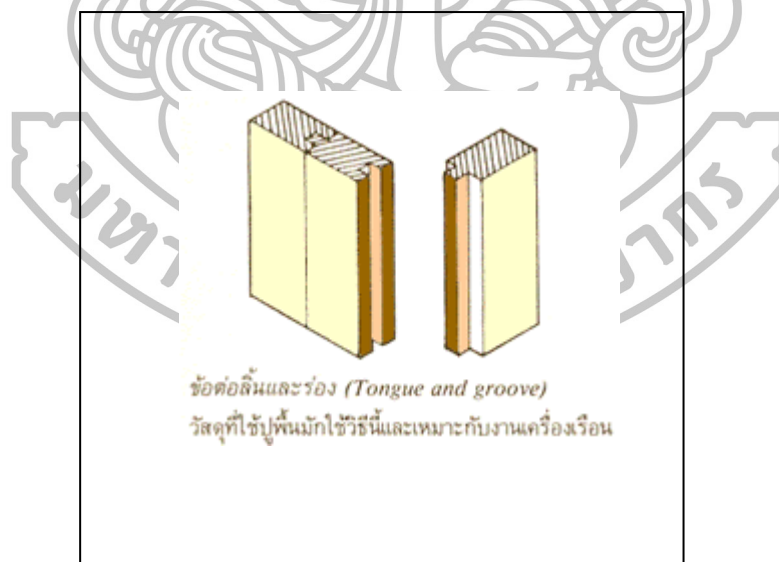 ข้อต่อลิ้นและร่อง (Tongue and groove)
วัสดุที่ใช้ปูพื้นมักใช้วิธีนี้และเหมาะกับงานเครื่องเรือน